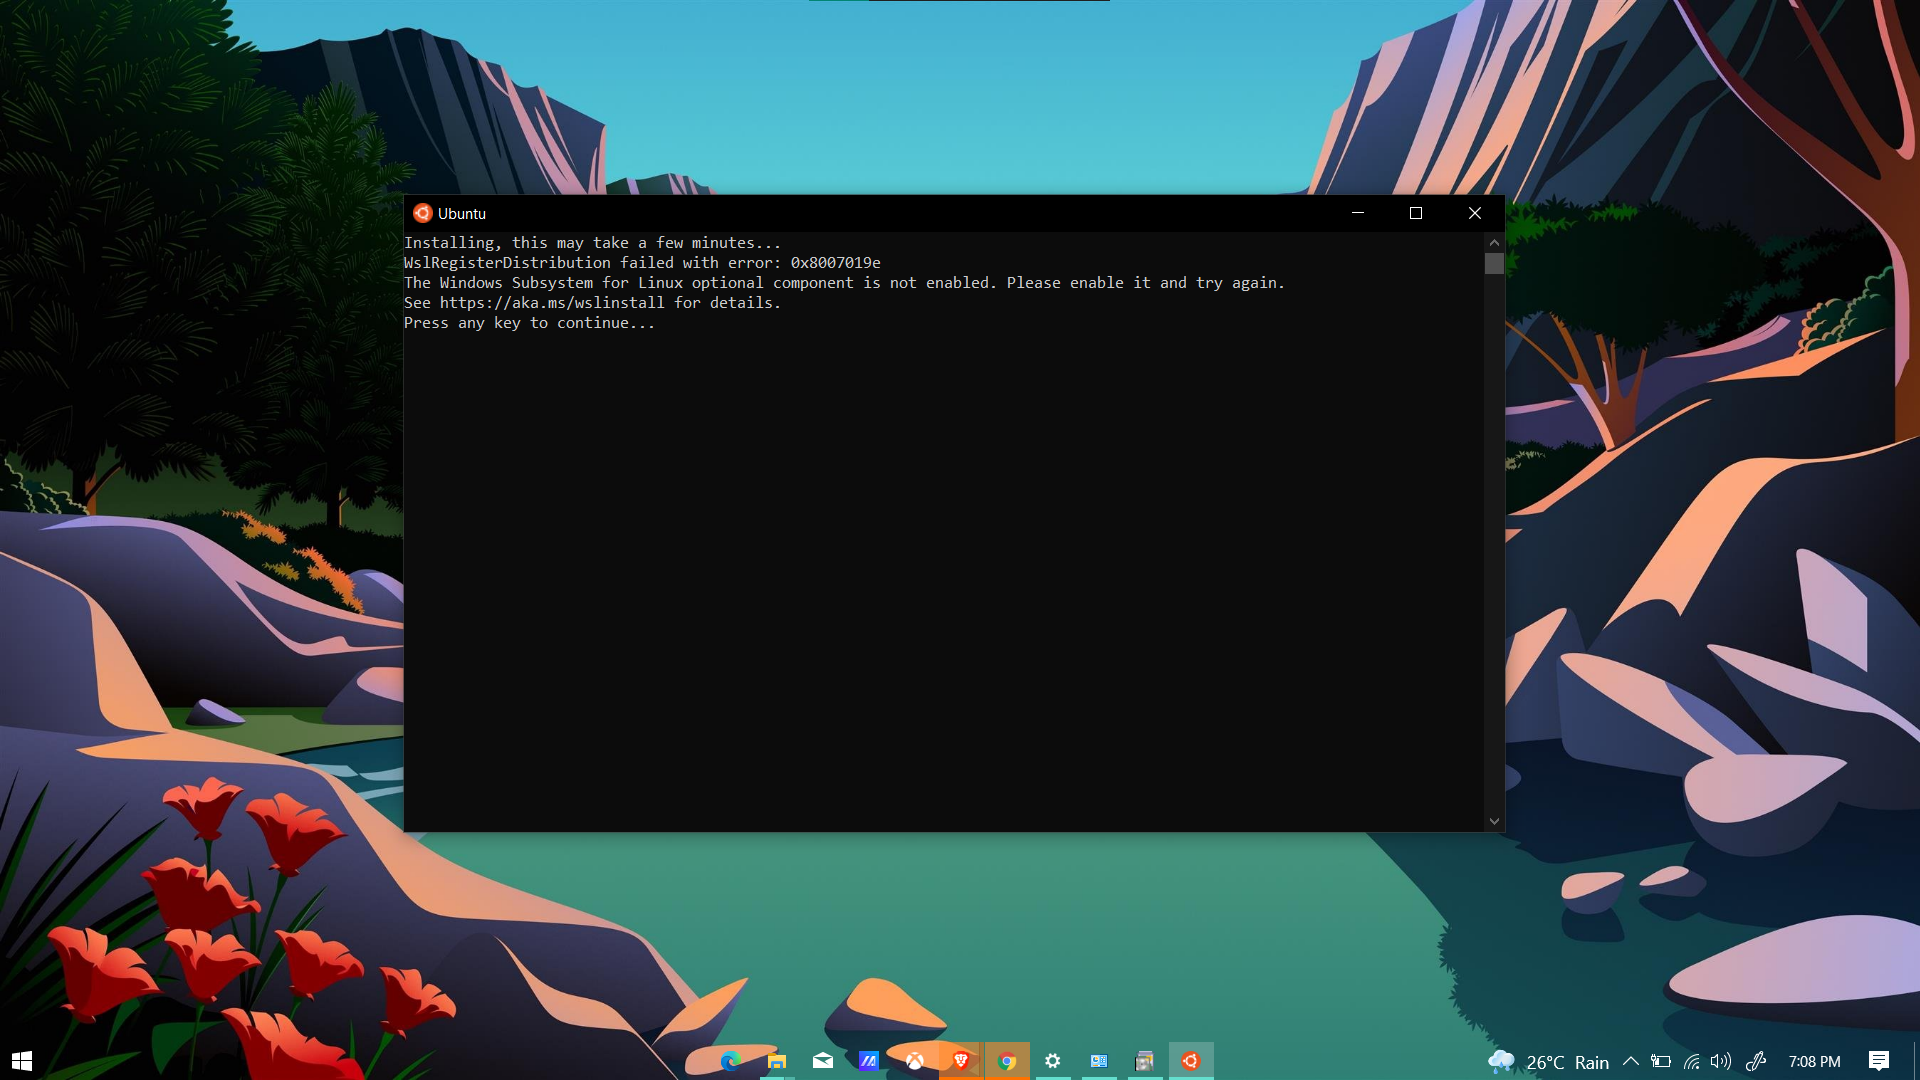 Ubuntu
Installing, this may take a few minutes...
WslRegisterDistribution failed with error: 0x8007019e
The Windows Subsystem for Linux optional component is not enabled. Please enable it and try again.
See https://aka.ms/wslinstall for details.
Press any key to continue...
26°C Rain
7:08 PM